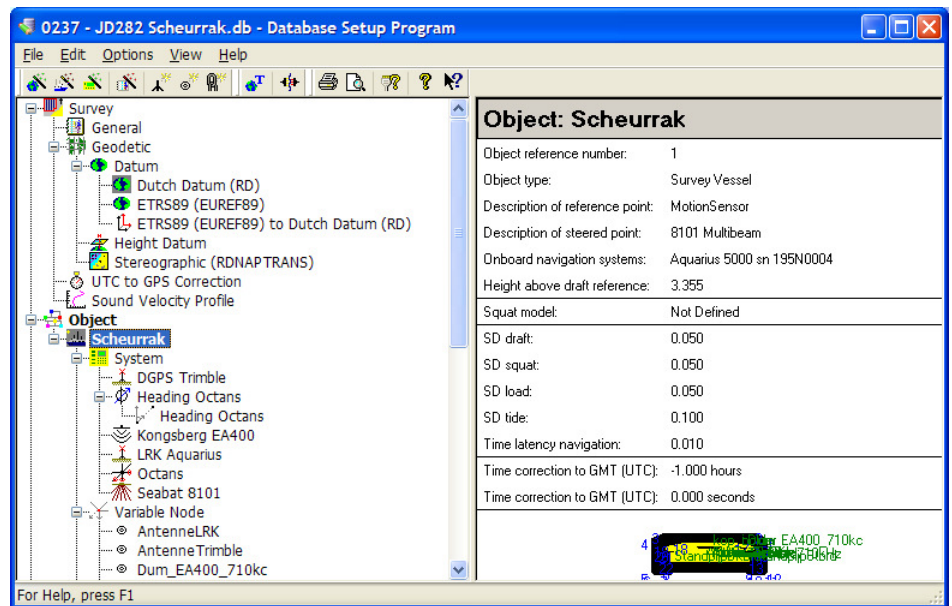 0237 - JD282 Scheurrak.db - Database Setup Program
File Edit Options View Help
Survey
General
Geodetic
Datum
Dutch Datum (RD)
ETRS89 (EUREF89)
ETRS89 (EUREF89) to Dutch Datum (RD)
Height Datum
Stereographic (RDNAPTRANS)
UTC to GPS Correction
Sound Velocity Profile
Object
Scheurrak
System
DGPS Trimble
Heading Octans
Heading Octans
Kongsberg EA400
LRK Aquarius
Octans
Seabat 8101
Variable Node
AntenneLRK
AntenneTrimble
Dum_EA400_710kc
Object: Scheurrak
Object reference number: 1
Object type: Survey Vessel
Description of reference point: MotionSensor
Description of steered point: 8101 Multibeam
Onboard navigation systems: Aquarius 5000 sn 195N0004
Height above draft reference: 3.355
Squat model: Not Defined
SD draft: 0.050
SD squat: 0.050
SD load: 0.050
SD tide: 0.100
Time latency navigation: 0.010
Time correction to GMT (UTC): -1.000 hours
Time correction to GMT (UTC): 0.000 seconds
4
EA400_710kc
For Help, press F1